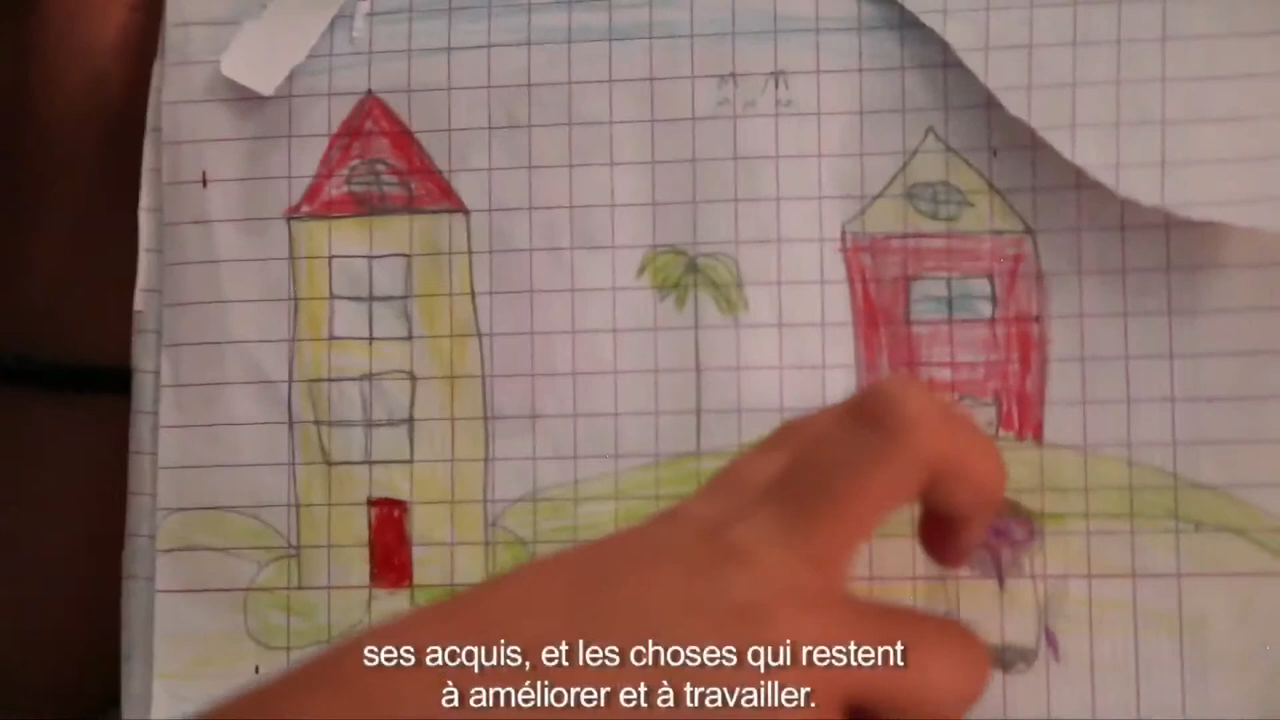 ses acquis, et les choses qui restent
à améliorer et à travailler.